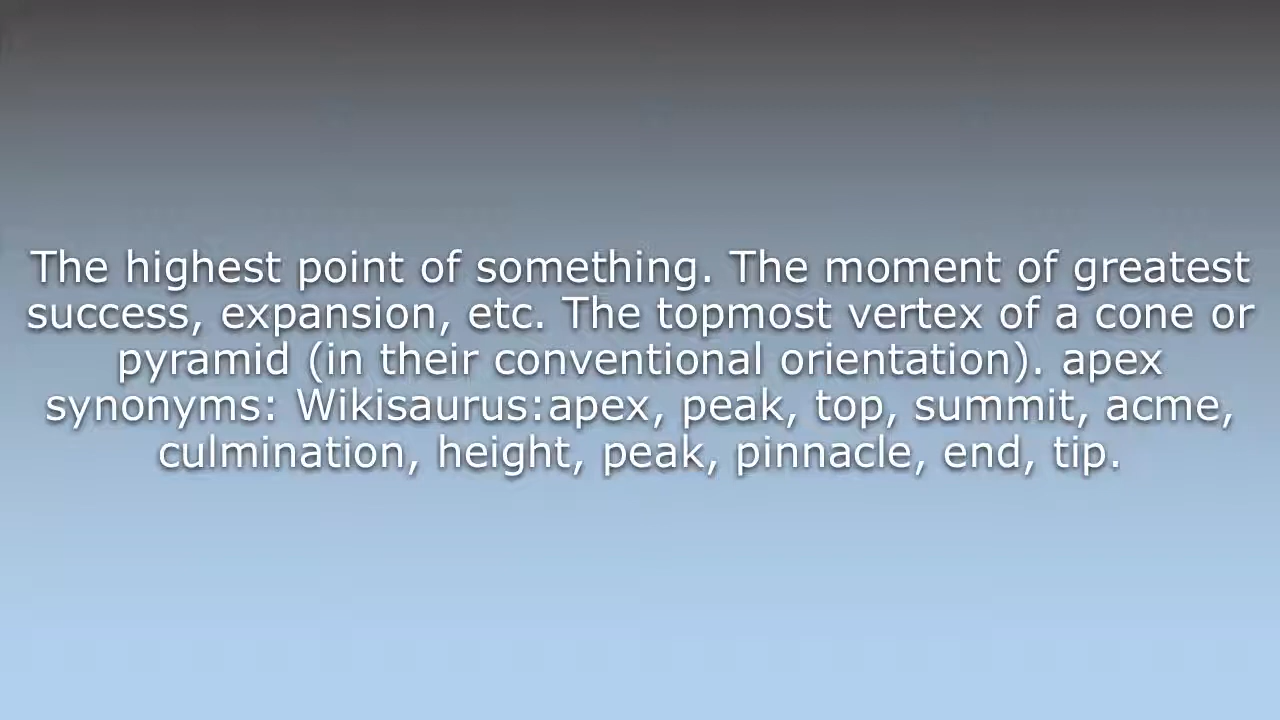 The highest point of something. The moment of greatest
success, expansion, etc. The topmost vertex of a cone or
pyramid (in their conventional orientation). apex
synonyms: Wikisaurus:apex, peak, top, summit, acme,
culmination, height, peak, pinnacle, end, tip.